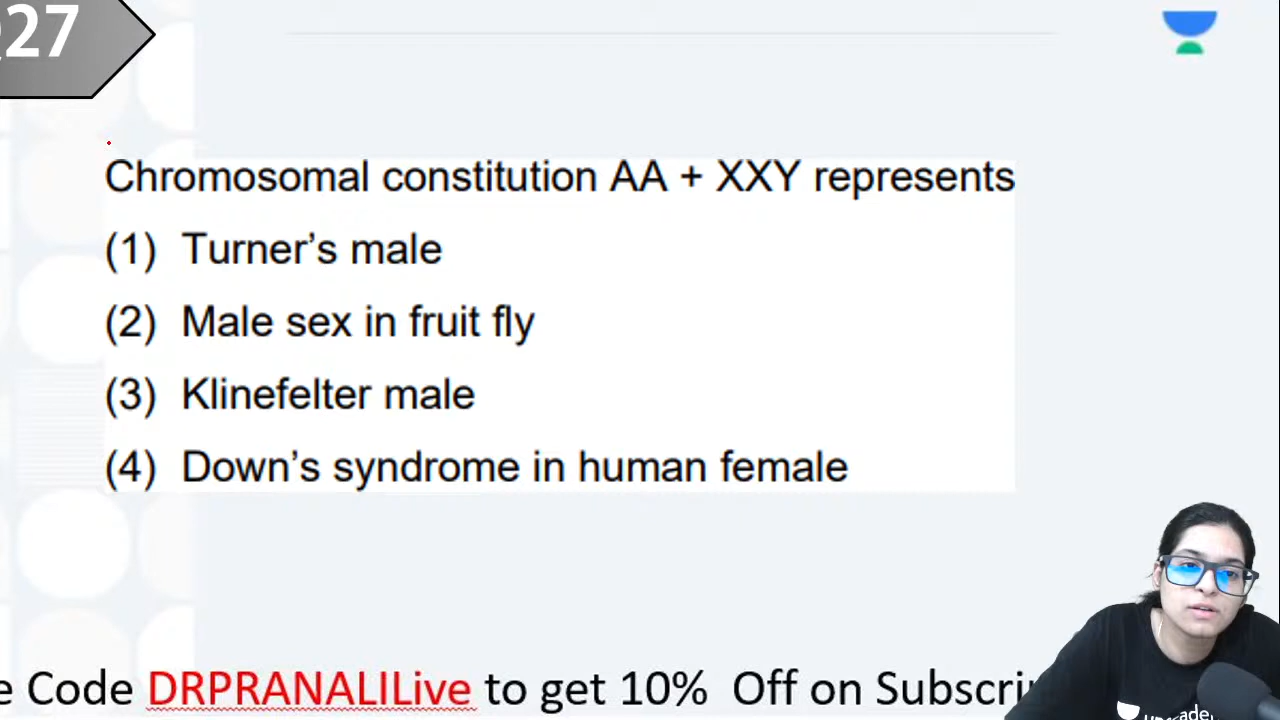 27
Chromosomal constitution AA + XXY represents
(1) Turner's male
(2) Male sex in fruit fly
(3) Klinefelter male
(4) Down's syndrome in human female
e Code DRPRANALILive to get 10% Off on Subscri